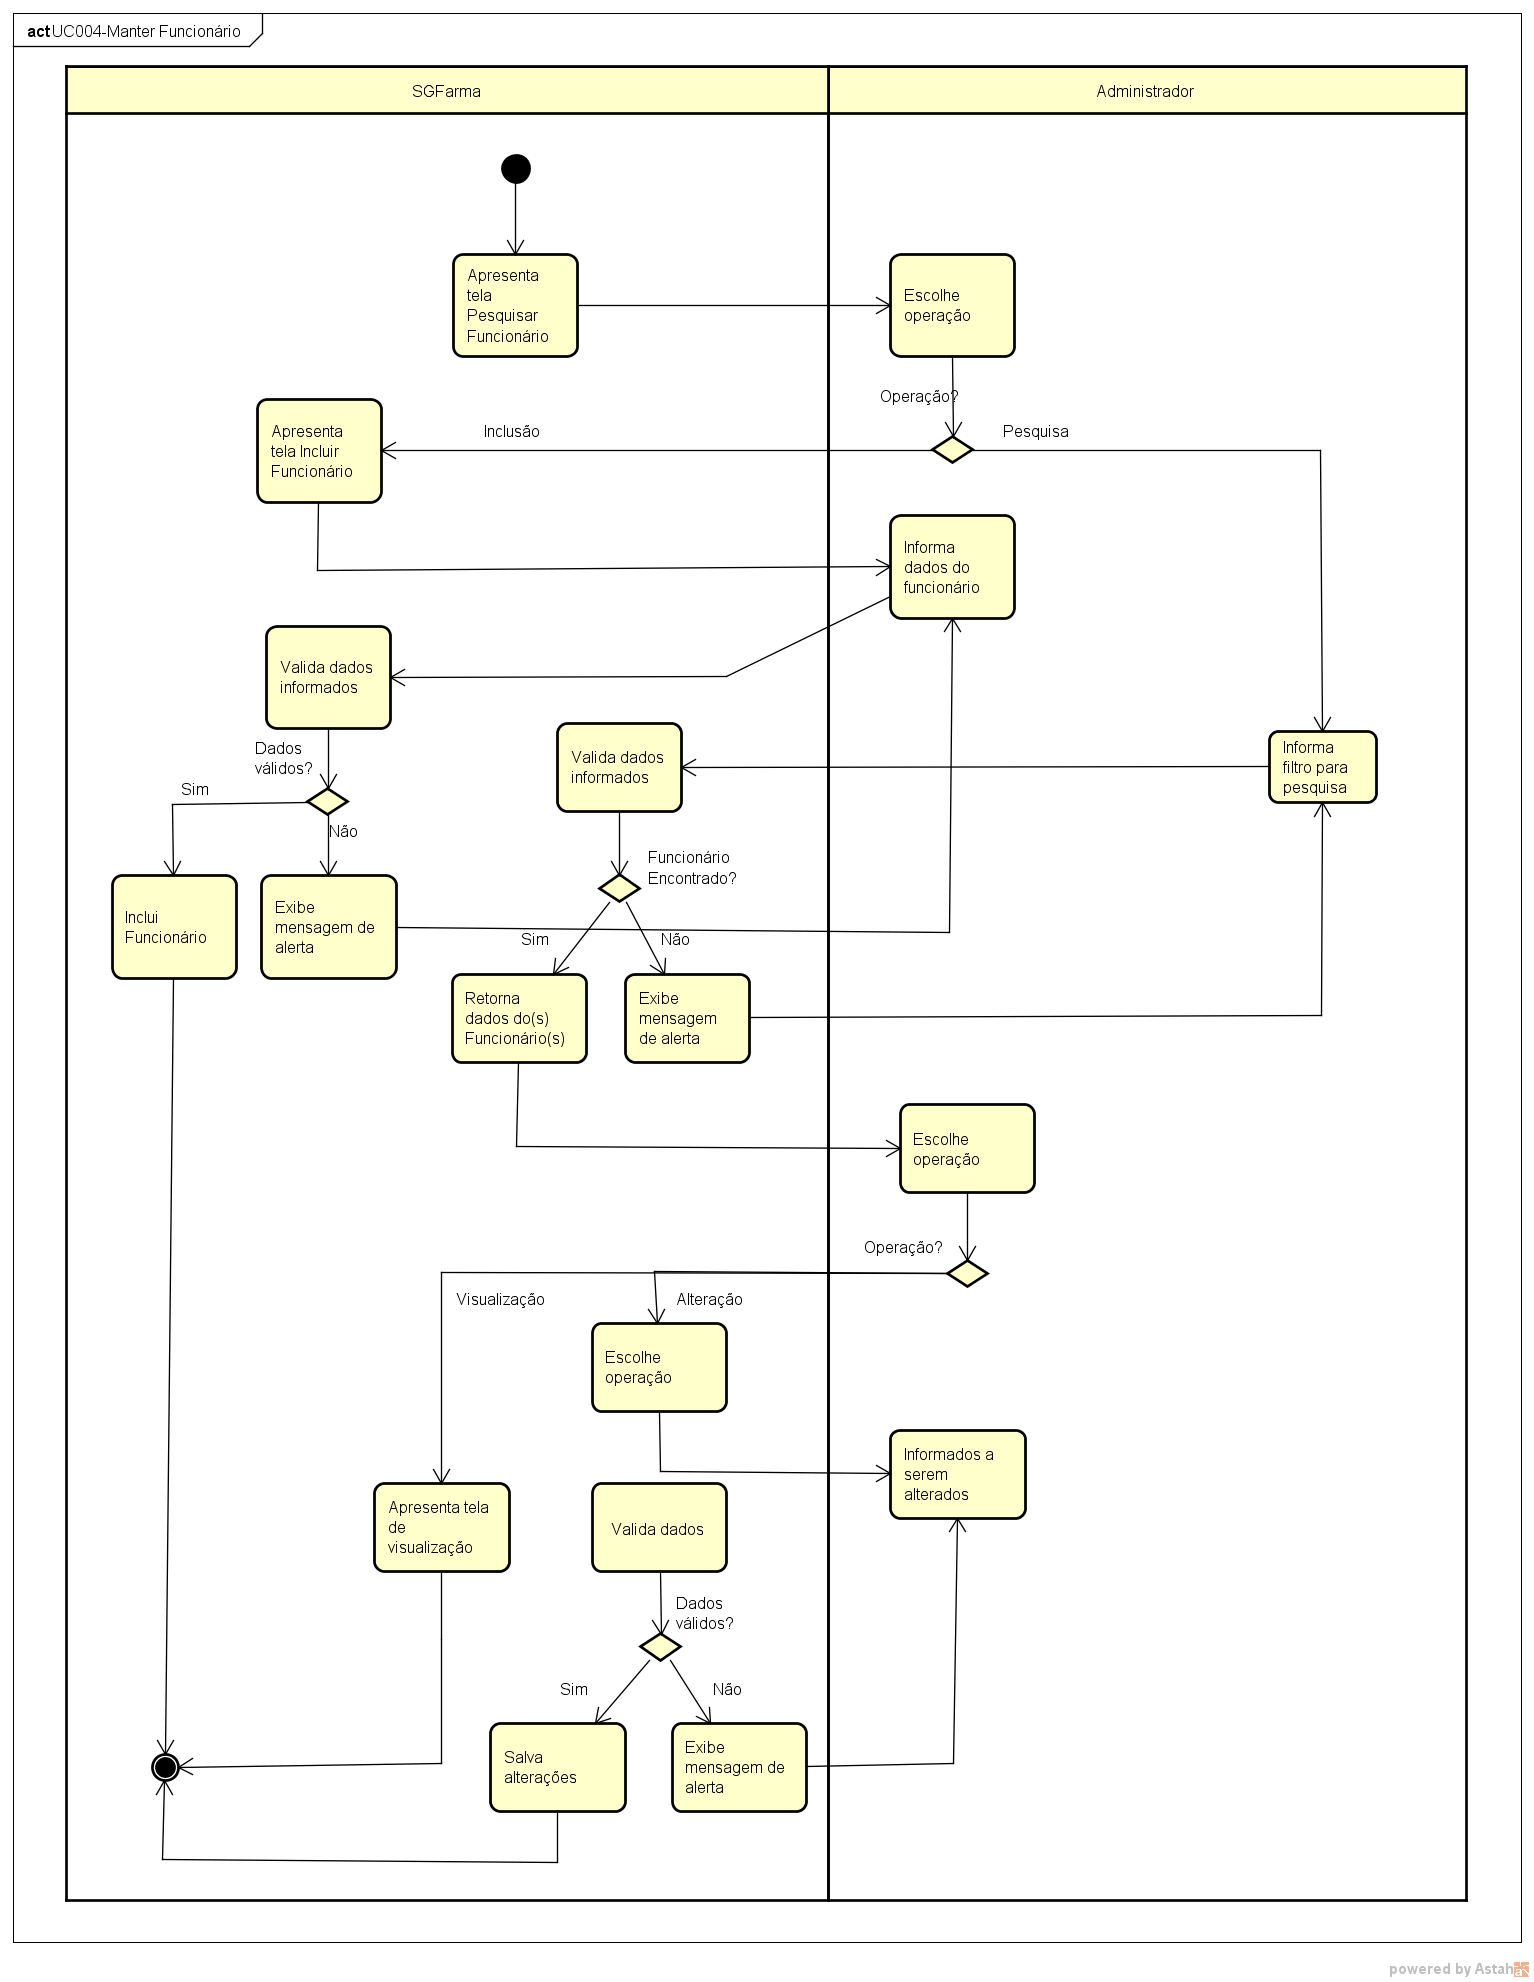 act UC004-Manter Funcionário
SGFarma
Administrador
Apresenta
tela
Pesquisar
Funcionário
Escolhe
operação
Operação?
Inclusão
Pesquisa
Apresenta
tela Incluir
Funcionário
Informa
dados do
funcionário
Valida dados
informados
Dados
válidos?
Sim
Não
Valida dados
informados
Informa
filtro para
pesquisa
Funcionário
Encontrado?
Inclui
Funcionário
Exibe
mensagem de
alerta
Sim
Não
Retorna
dados do(s)
Funcionário(s)
Exibe
mensagem
de alerta
Escolhe
operação
Operação?
Visualização
Alteração
Escolhe
operação
Informados a
serem
alterados
Apresenta tela
de
visualização
Valida dados
Dados
válidos?
Sim
Não
Salva
alterações
Exibe
mensagem de
alerta
powered by Astah